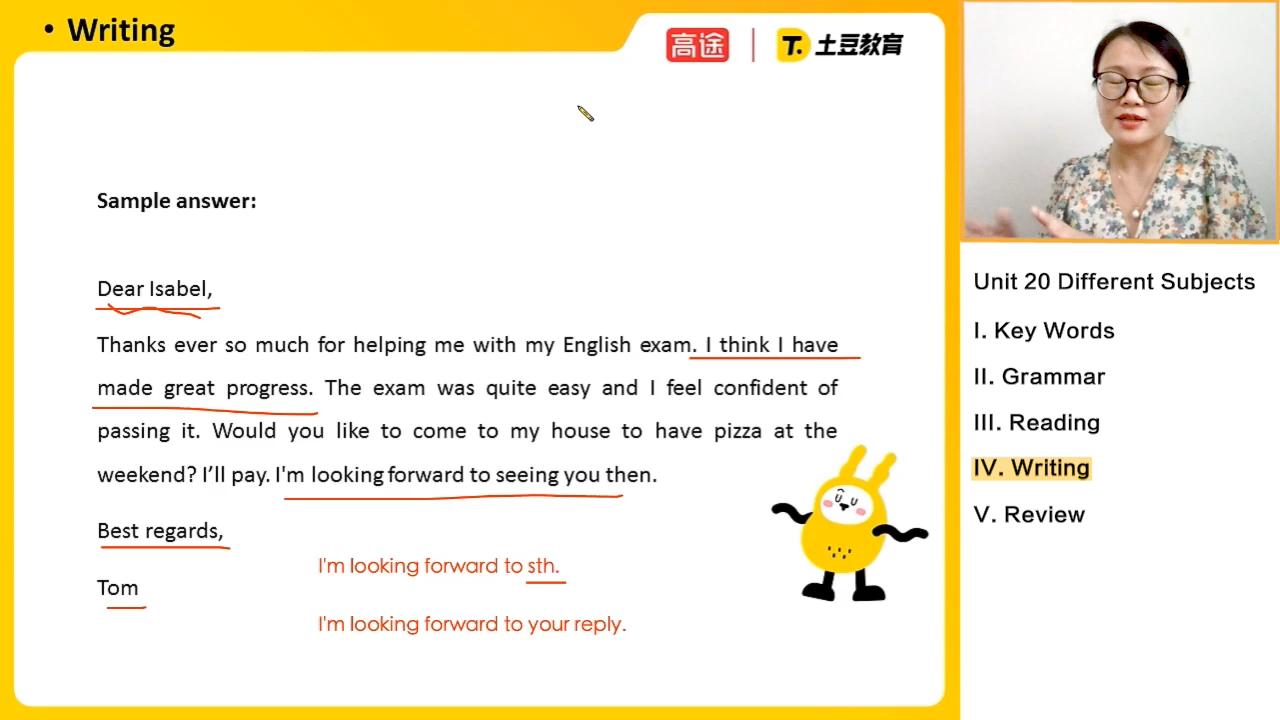 • Writing
高途
T. 土豆教育
Sample answer:
Dear Isabel,
Thanks ever so much for helping me with my English exam. I think I have
made great progress. The exam was quite easy and I feel confident of
passing it. Would you like to come to my house to have pizza at the
weekend? I’ll pay. I'm looking forward to seeing you then.
Best regards,
Tom
I'm looking forward to sth.
I'm looking forward to your reply.
Unit 20 Different Subjects
I. Key Words
II. Grammar
III. Reading
IV. Writing
V. Review